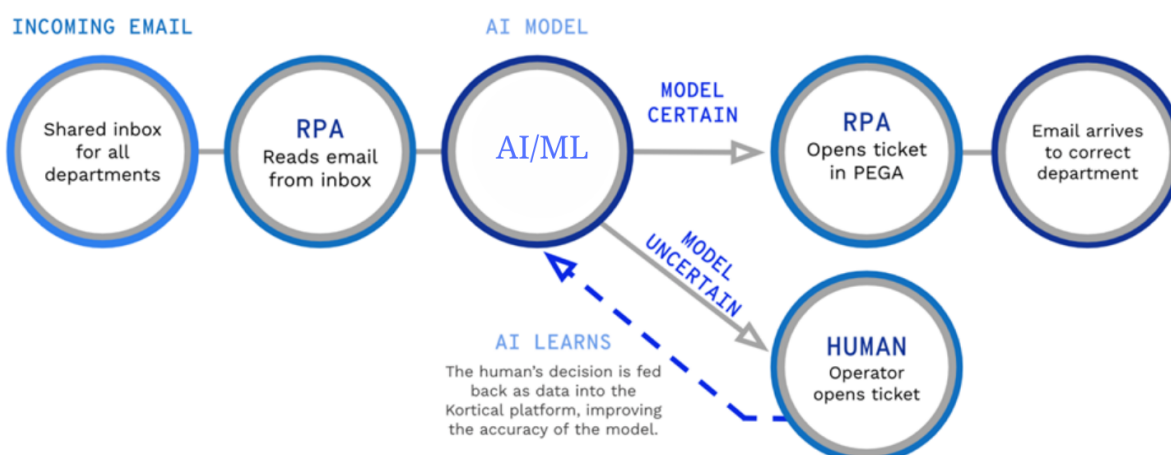 INCOMING EMAIL
AI MODEL
Shared inbox
for all
departments
RPA
Reads email
from inbox
AI/ML
MODEL
CERTAIN
RPA
Opens ticket
in PEGA
Email arrives
to correct
department
MODEL
UNCERTAIN
AI LEARNS
The human's decision is fed
back as data into the
Kortical platform, improving
the accuracy of the model.
HUMAN
Operator
opens ticket